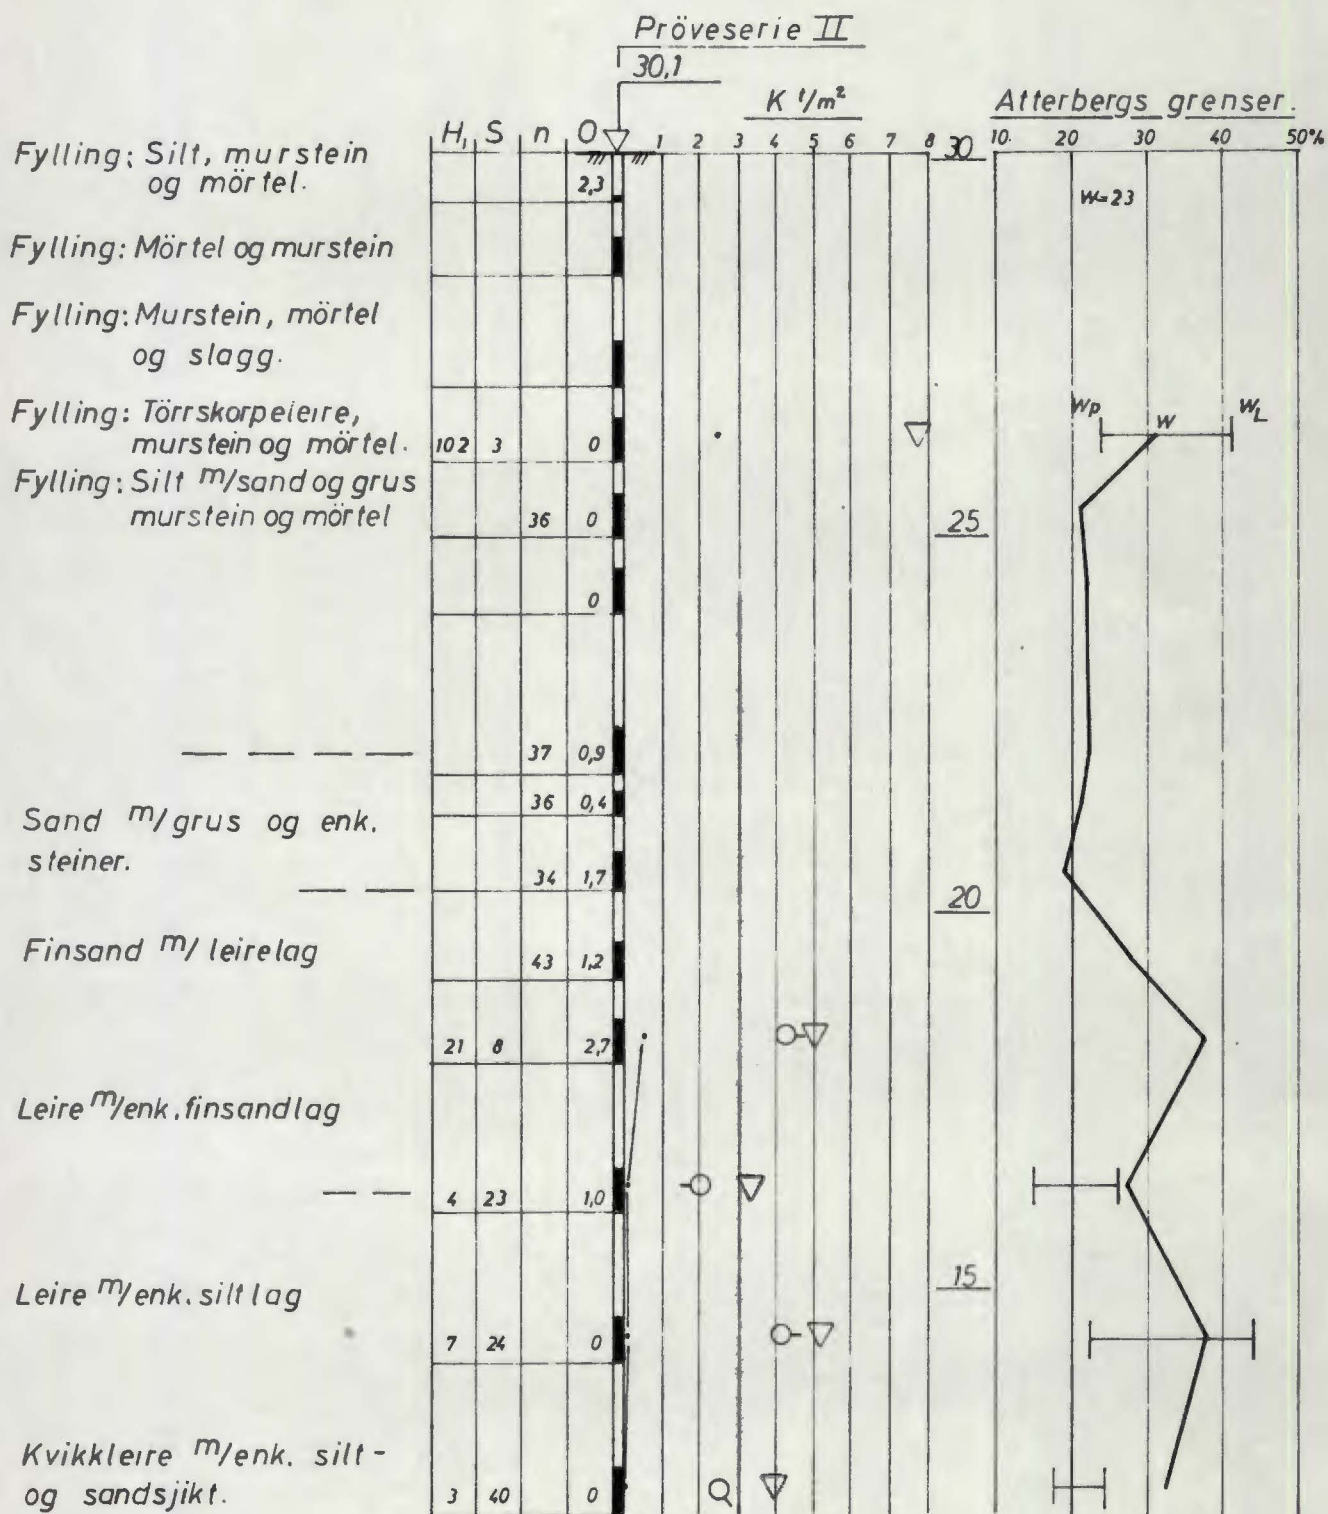 Pröveserie II
30,1
K t/m²
Atterbergs grenser.
H₁ S n O 1 2 3 4 5 6 7 8 30 10. 20 30 40 50%
Fylling: Silt, murstein
og mörtel.
2,3
W=23
Fylling: Mörtel og murstein
Fylling: Murstein, mörtel
og slagg.
Fylling: Törrskorpeleire,
murstein og mörtel.
102 3 0
Wp W WL
Fylling: Silt m/sand og grus
murstein og mörtel
36 0
25
0
37 0,9
36 0,4
Sand m/grus og enk.
steiner.
34 1,7
20
Finsand m/ leirelag
43 1,2
21 8 2,7
Leire m/enk. finsandlag
4 23 1,0
15
Leire m/enk. siltlag
7 24 0
Kvikkleire m/enk. silt-
og sandsjikt.
3 40 0